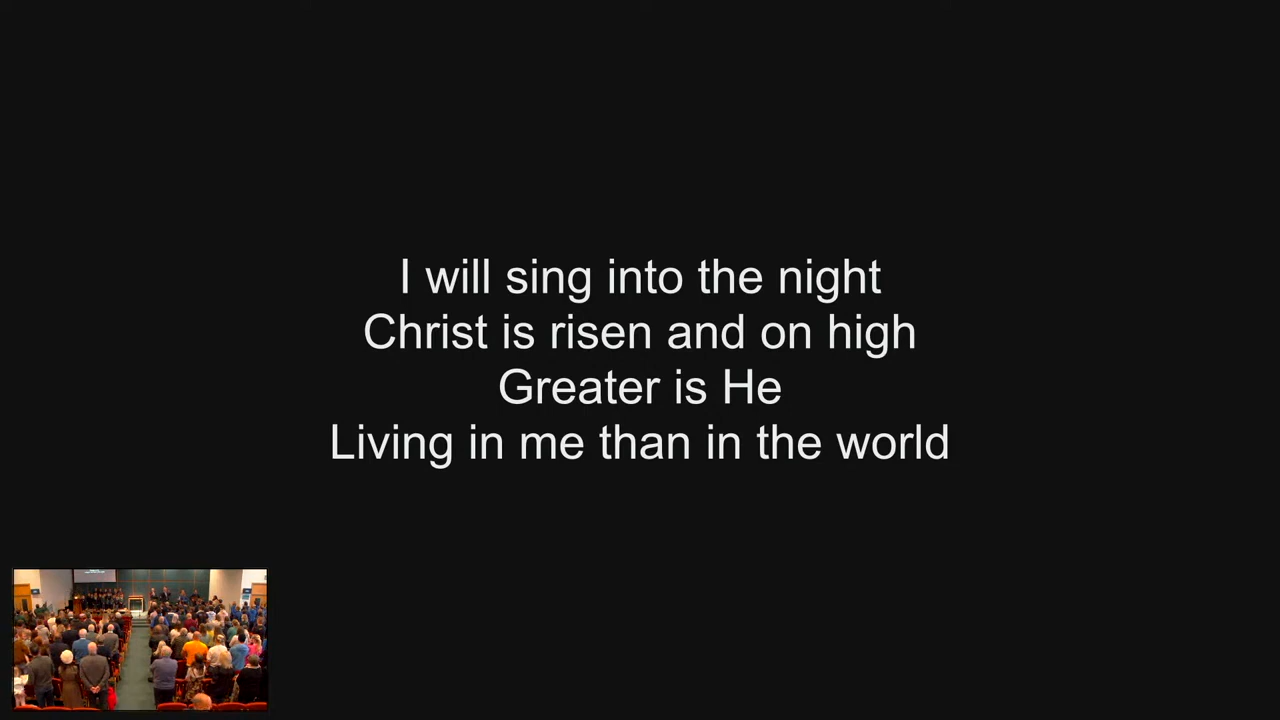 I will sing into the night
Christ is risen and on high
Greater is He
Living in me than in the world